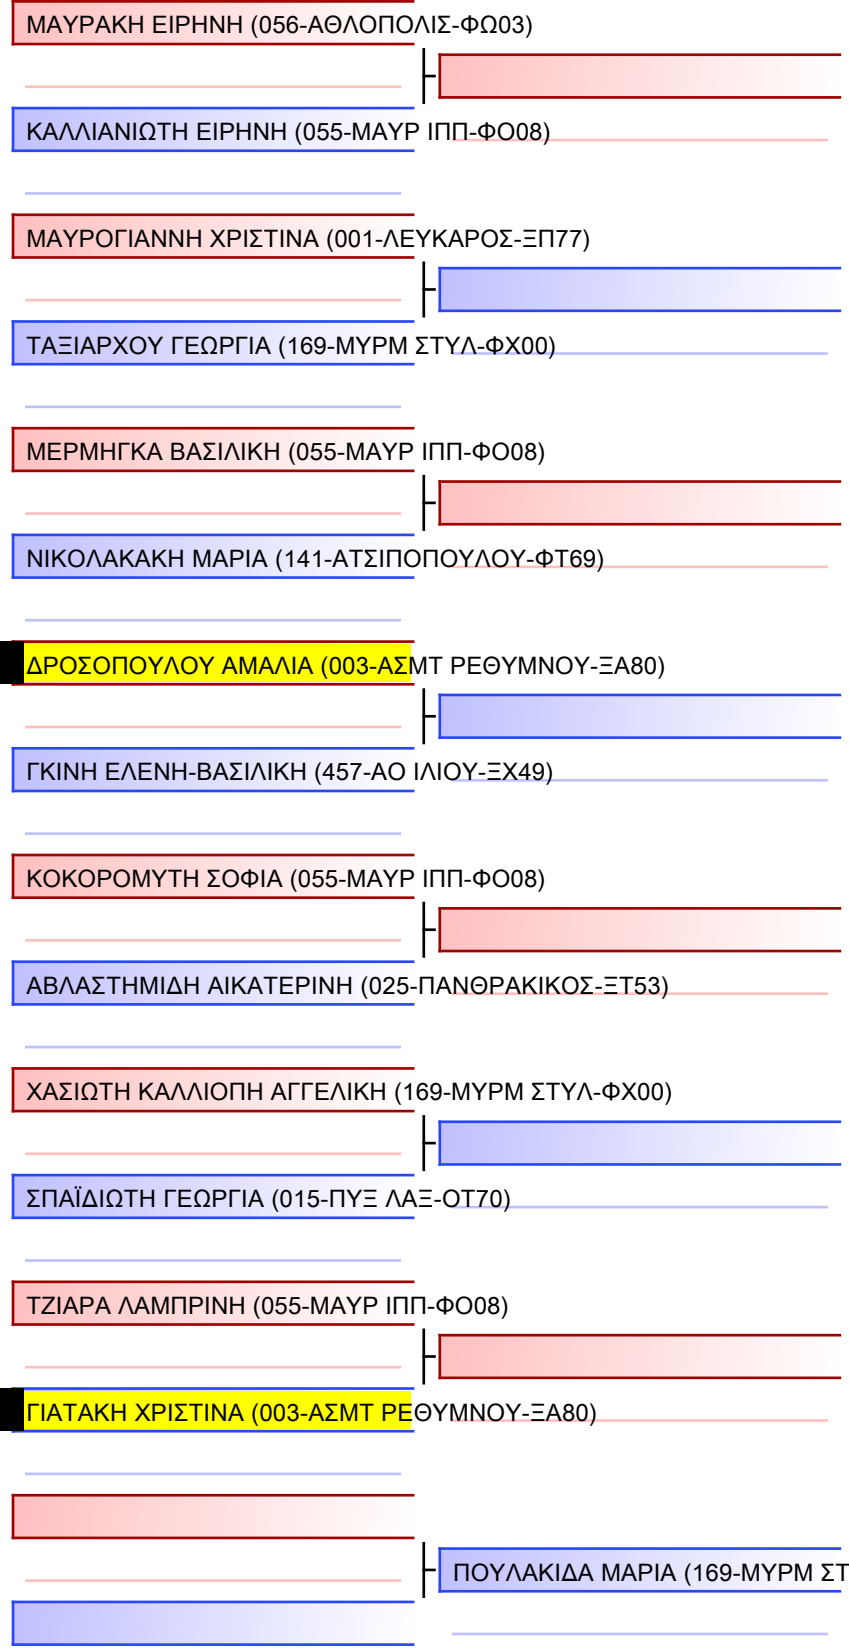 ΜΑΥΡΑΚΗ ΕΙΡΗΝΗ (056-ΑΘΛΟΠΟΛΙΣ-ΦΩ03)
ΚΑΛΛΙΑΝΙΩΤΗ ΕΙΡΗΝΗ (055-ΜΑΥΡ ΙΠΠ-ΦΟ08)
ΜΑΥΡΟΓΙΑΝΝΗ ΧΡΙΣΤΙΝΑ (001-ΛΕΥΚΑΡΟΣ-ΞΠ77)
ΤΑΞΙΑΡΧΟΥ ΓΕΩΡΓΙΑ (169-ΜΥΡΜ ΣΤΥΛ-ΦΧ00)
ΜΕΡΜΗΓΚΑ ΒΑΣΙΛΙΚΗ (055-ΜΑΥΡ ΙΠΠ-ΦΟ08)
ΝΙΚΟΛΑΚΑΚΗ ΜΑΡΙΑ (141-ΑΤΣΙΠΟΠΟΥΛΟΥ-ΦΤ69)
ΔΡΟΣΟΠΟΥΛΟΥ ΑΜΑΛΙΑ (003-ΑΣΜΤ ΡΕΘΥΜΝΟΥ-ΞΑ80)
ΓΚΙΝΗ ΕΛΕΝΗ-ΒΑΣΙΛΙΚΗ (457-ΑΟ ΙΛΙΟΥ-ΞΧ49)
ΚΟΚΟΡΟΜΥΤΗ ΣΟΦΙΑ (055-ΜΑΥΡ ΙΠΠ-ΦΟ08)
ΑΒΛΑΣΤΗΜΙΔΗ ΑΙΚΑΤΕΡΙΝΗ (025-ΠΑΝΘΡΑΚΙΚΟΣ-ΞΤ53)
ΧΑΣΙΩΤΗ ΚΑΛΛΙΟΠΗ ΑΓΓΕΛΙΚΗ (169-ΜΥΡΜ ΣΤΥΛ-ΦΧ00)
ΣΠΑΪΔΙΩΤΗ ΓΕΩΡΓΙΑ (015-ΠΥΞ ΛΑΞ-ΟΤ70)
ΤΖΙΑΡΑ ΛΑΜΠΡΙΝΗ (055-ΜΑΥΡ ΙΠΠ-ΦΟ08)
ΓΙΑΤΑΚΗ ΧΡΙΣΤΙΝΑ (003-ΑΣΜΤ ΡΕΘΥΜΝΟΥ-ΞΑ80)
ΠΟΥΛΑΚΙΔΑ ΜΑΡΙΑ (169-ΜΥΡΜ ΣΤ